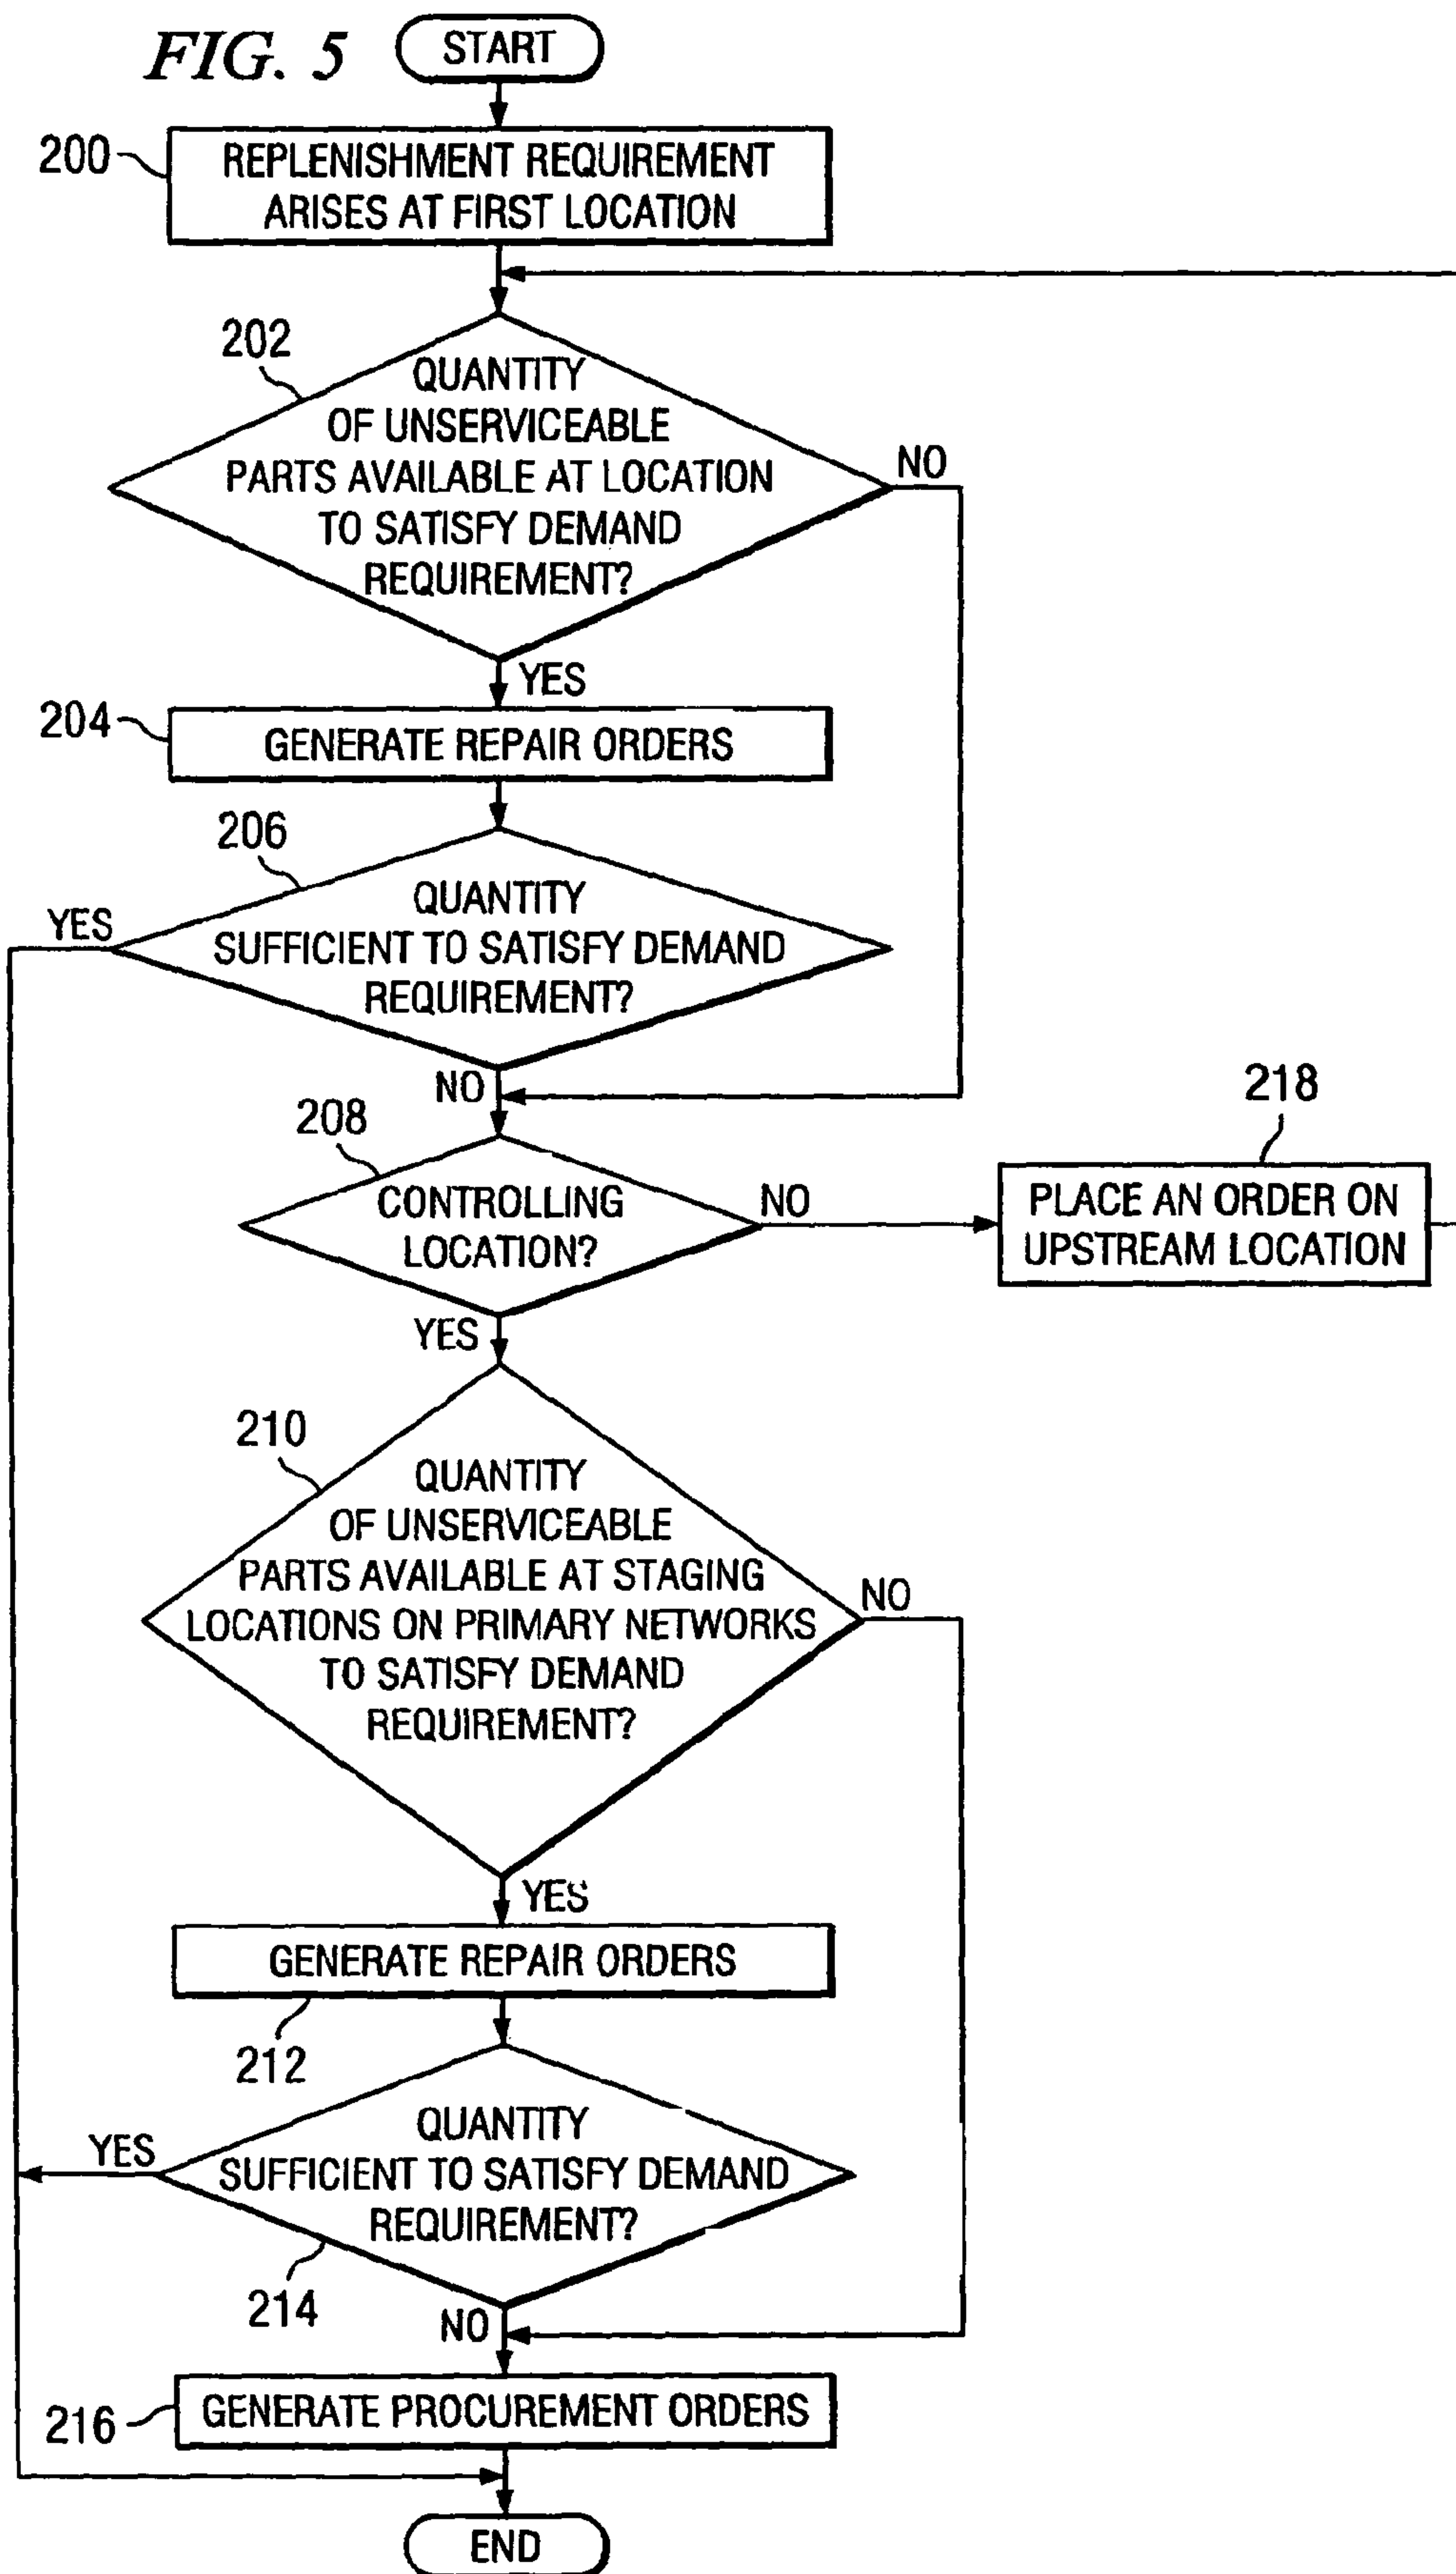 FIG. 5
START
200
REPLENISHMENT REQUIREMENT
ARISES AT FIRST LOCATION
202
QUANTITY
OF UNSERVICEABLE
PARTS AVAILABLE AT LOCATION
TO SATISFY DEMAND
REQUIREMENT?
NO
YES
204
GENERATE REPAIR ORDERS
206
QUANTITY
SUFFICIENT TO SATISFY DEMAND
REQUIREMENT?
YES
NO
208
CONTROLLING
LOCATION?
NO
218
PLACE AN ORDER ON
UPSTREAM LOCATION
YES
210
QUANTITY
OF UNSERVICEABLE
PARTS AVAILABLE AT STAGING
LOCATIONS ON PRIMARY NETWORKS
TO SATISFY DEMAND
REQUIREMENT?
NO
YES
GENERATE REPAIR ORDERS
212
QUANTITY
SUFFICIENT TO SATISFY DEMAND
REQUIREMENT?
YES
214
NO
216
GENERATE PROCUREMENT ORDERS
END